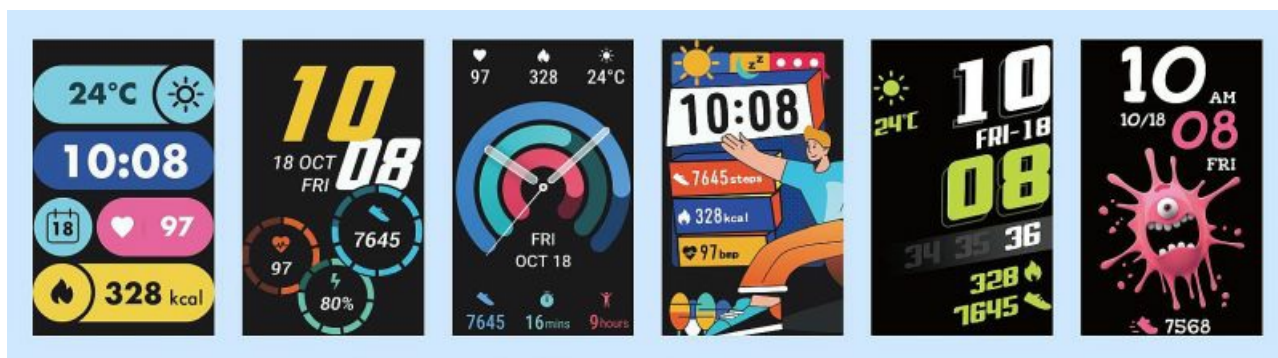 24°C
10:08
18
97
328 kcal
10
18 OCT
08
FRI
7645
97
80%
97 328 24°C
FRI
OCT 18
7645 16mins 9hours
zz
10:08
7645steps
328kcal
97bep
10
24℃
FRI-18
08
34 35 36
328
7645
10
AM
10/18 08
FRI
7568